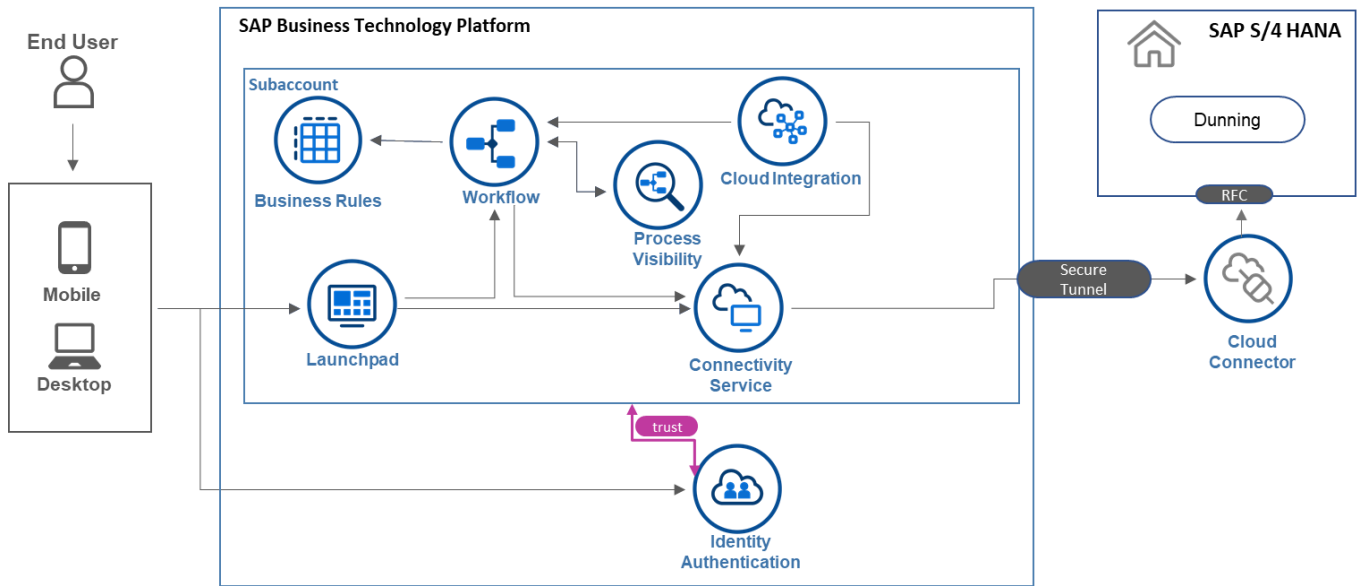 SAP Business Technology Platform
SAP S/4 HANA
End User
Subaccount
Dunning
Business Rules
Workflow
Cloud Integration
RFC
Process
Visibility
Secure
Tunnel
Mobile
Launchpad
Connectivity
Service
Cloud
Connector
Desktop
trust
Identity
Authentication